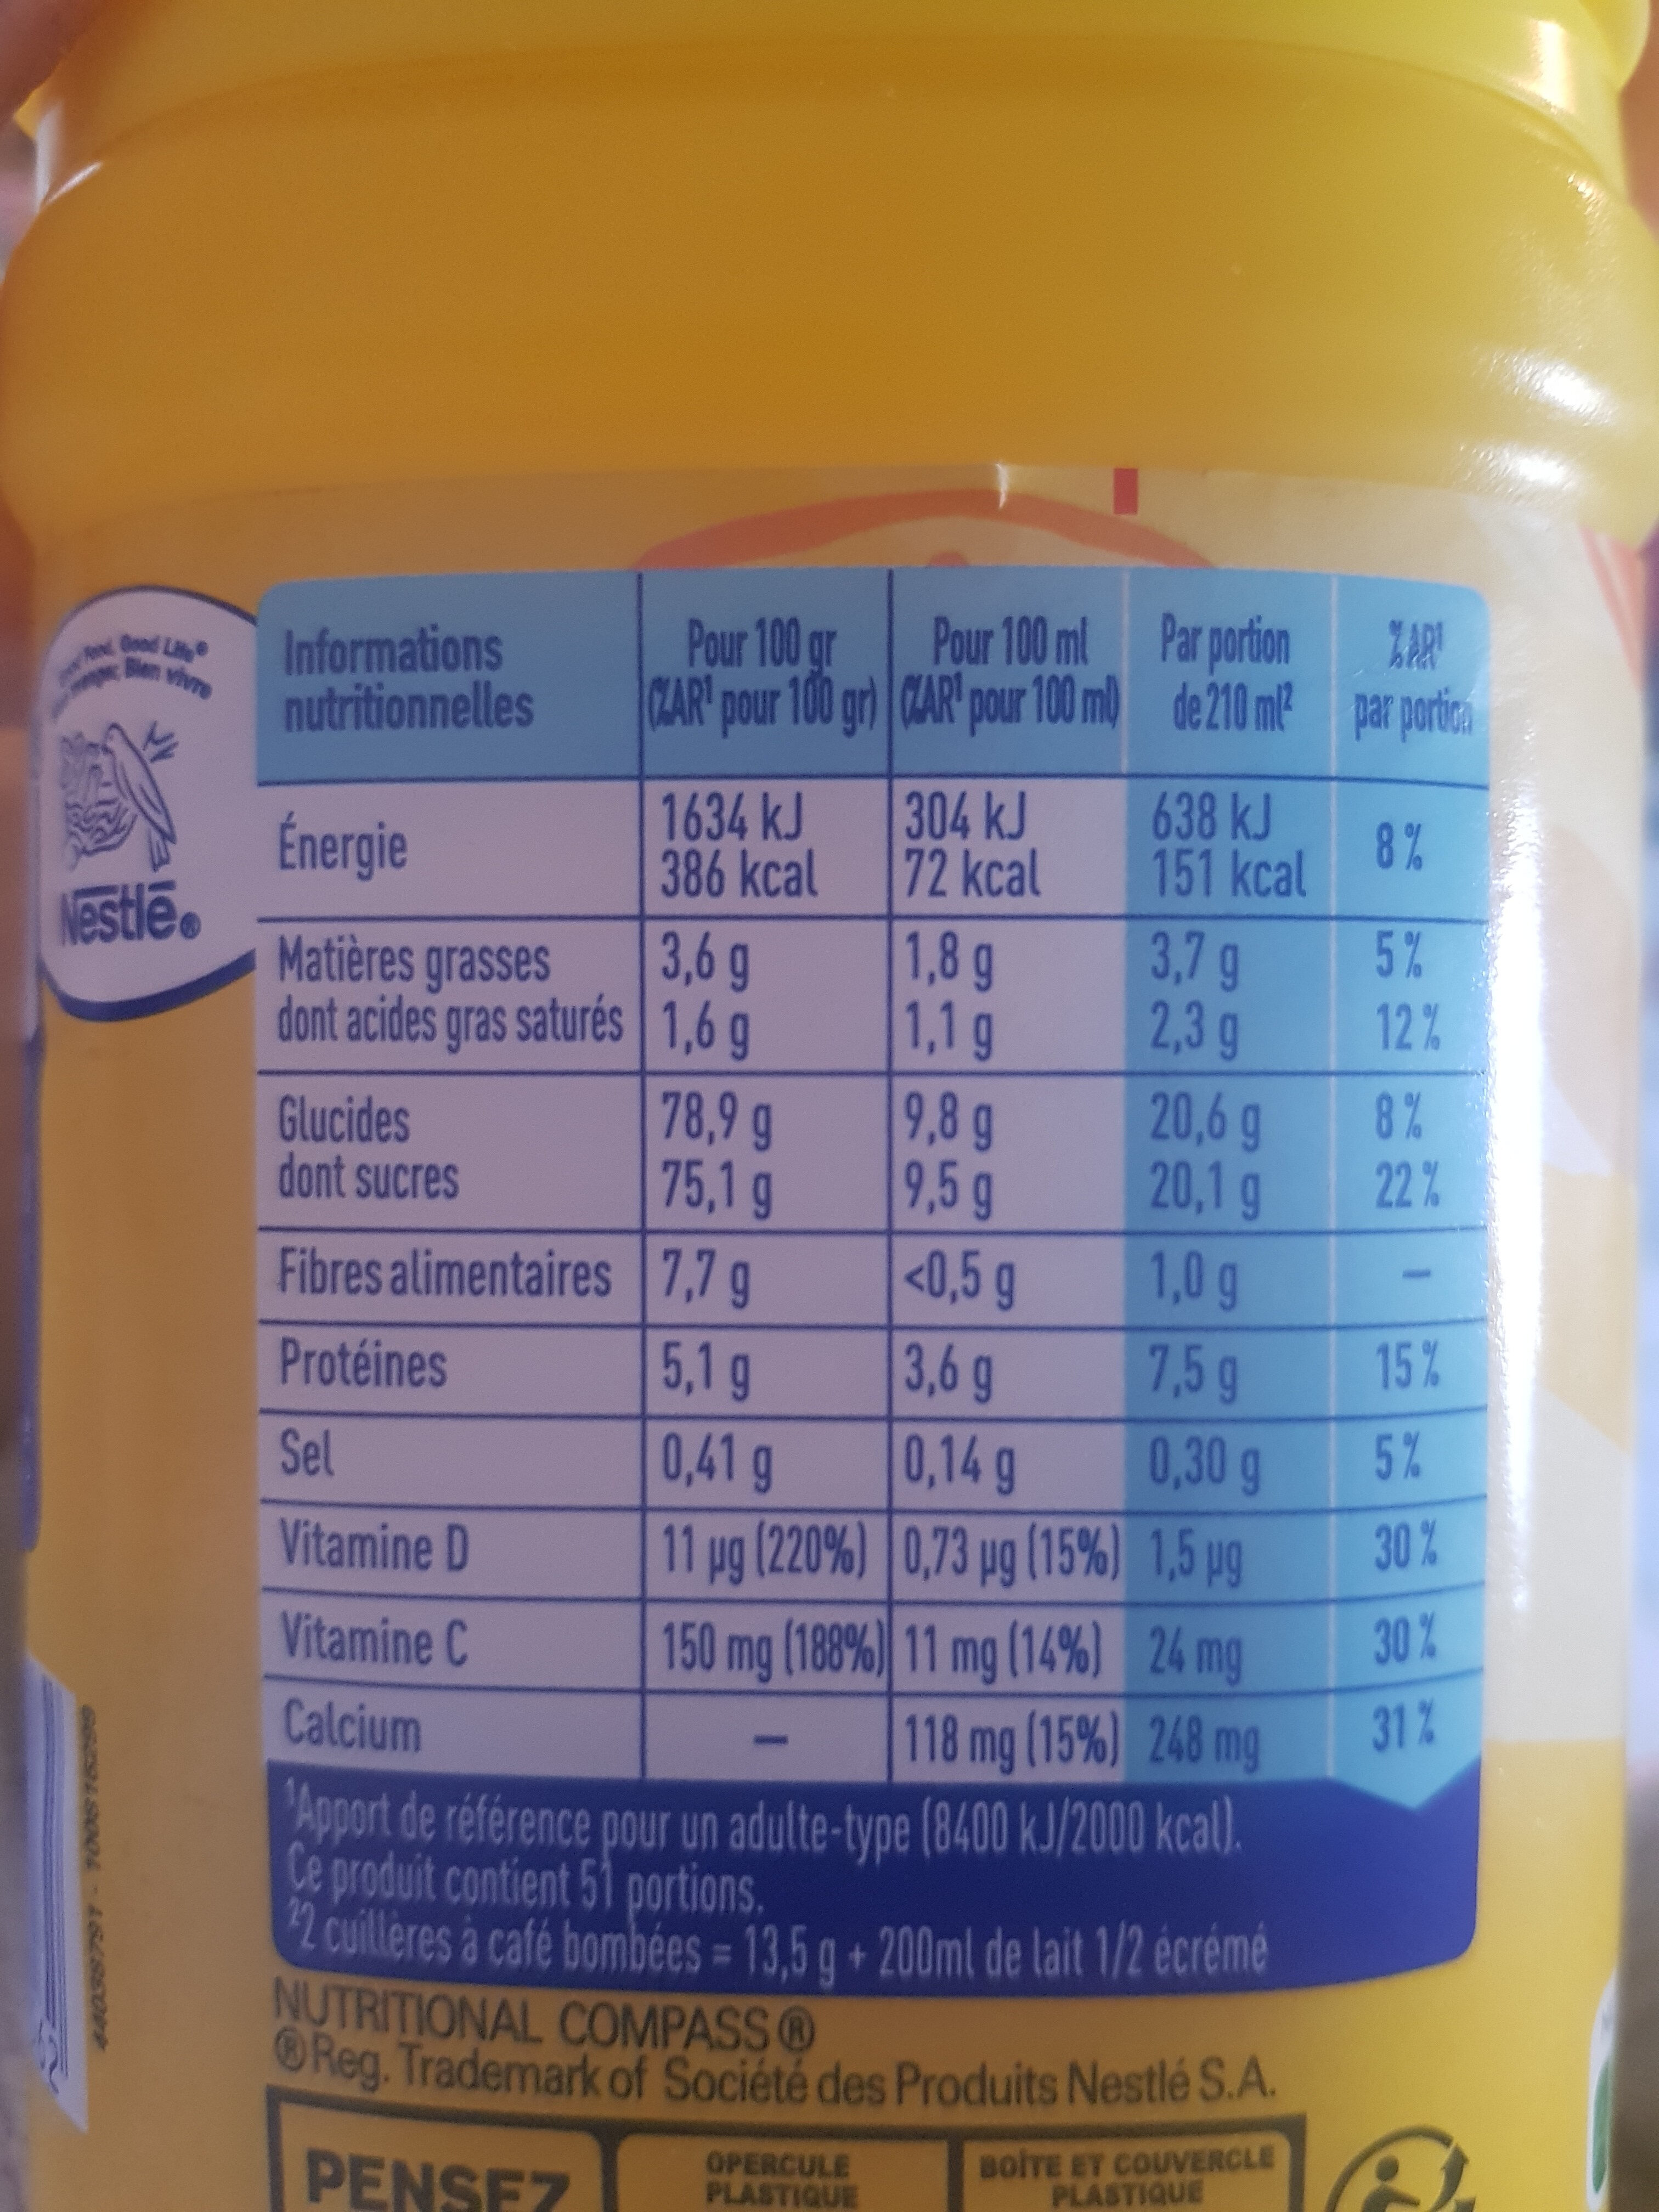 Food, Good Life®
manger, Bien vivre
Nestlé®
Informations nutritionnelles | Pour 100 gr (%AR¹ pour 100 gr) | Pour 100 ml (%AR¹ pour 100 ml) | Par portion de 210 ml² | %AR¹ par portion
Énergie | 1634 kJ 386 kcal | 304 kJ 72 kcal | 638 kJ 151 kcal | 8 %
Matières grasses | 3,6 g | 1,8 g | 3,7 g | 5 %
dont acides gras saturés | 1,6 g | 1,1 g | 2,3 g | 12 %
Glucides | 78,9 g | 9,8 g | 20,6 g | 8 %
dont sucres | 75,1 g | 9,5 g | 20,1 g | 22 %
Fibres alimentaires | 7,7 g | <0,5 g | 1,0 g | –
Protéines | 5,1 g | 3,6 g | 7,5 g | 15 %
Sel | 0,41 g | 0,14 g | 0,30 g | 5 %
Vitamine D | 11 µg (220%) | 0,73 µg (15%) | 1,5 µg | 30 %
Vitamine C | 150 mg (188%) | 11 mg (14%) | 24 mg | 30 %
Calcium | – | 118 mg (15%) | 248 mg | 31 %
¹Apport de référence pour un adulte-type (8400 kJ/2000 kcal).
Ce produit contient 51 portions.
²2 cuillères à café bombées = 13,5 g + 200ml de lait 1/2 écrémé
NUTRITIONAL COMPASS ®
® Reg. Trademark of Société des Produits Nestlé S.A.
PENSEZ
OPERCULE
PLASTIQUE
BOÎTE ET COUVERCLE
PLASTIQUE